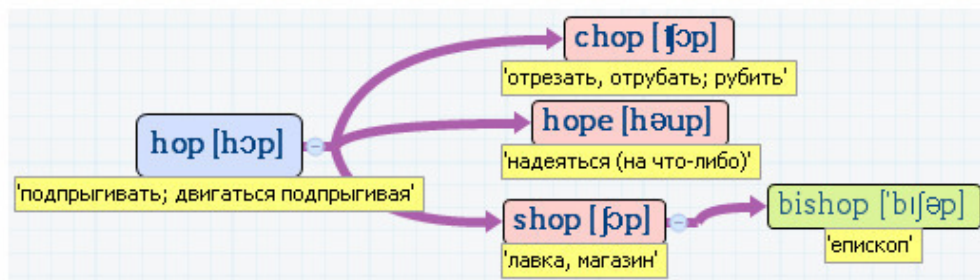 chop [ʧɔp]
'отрезать, отрубать; рубить'
hope [həup]
'надеяться (на что-либо)'
hop [hɔp]
'подпрыгивать; двигаться подпрыгивая'
shop [ʃɔp]
'лавка, магазин'
bishop ['bɪʃəp]
'епископ'